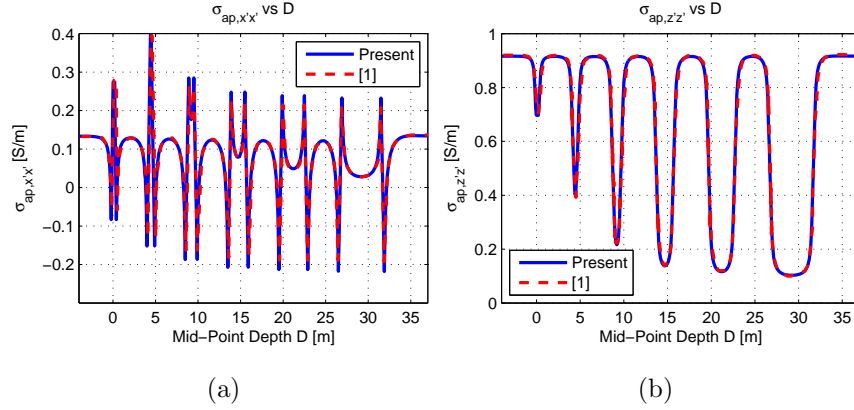 σap,x'x' vs D
0.4
0.3
0.2
0.1
0
−0.1
−0.2
σap,x'x' [S/m]
Present
[1]
0 5 10 15 20 25 30 35
Mid−Point Depth D [m]
(a)
σap,z'z' vs D
1
0.8
0.6
0.4
0.2
0
σap,z'z' [S/m]
Present
[1]
0 5 10 15 20 25 30 35
Mid−Point Depth D [m]
(b)